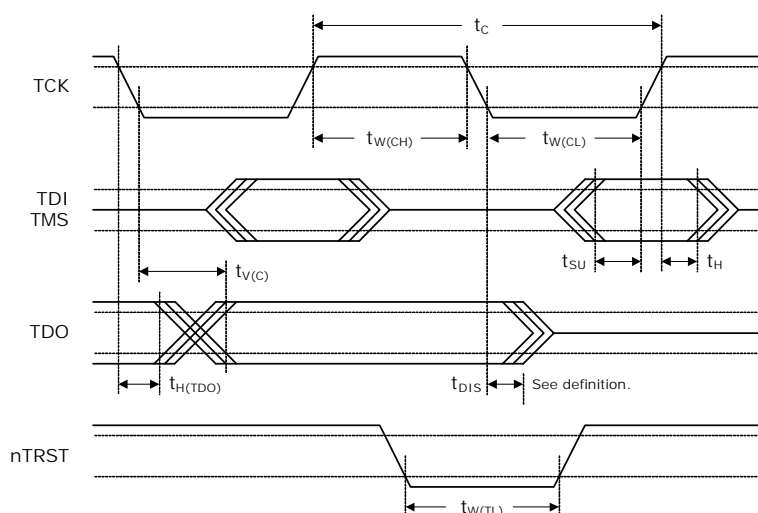 tC
TCK
tW(CH)
tW(CL)
TDI
TMS
tSU
tH
tV(C)
TDO
tH(TDO)
tDIS
See definition.
nTRST
tW(TL)